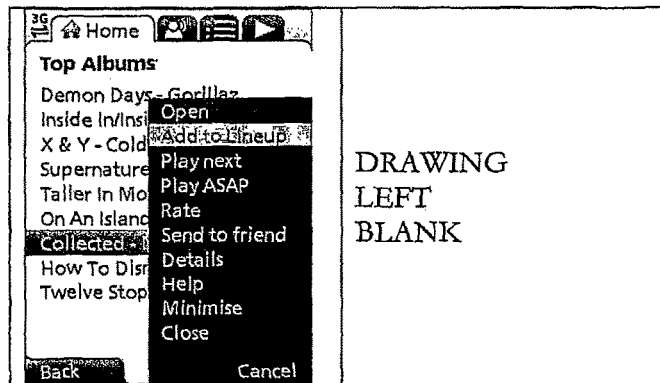 3G Home
Top Albums
Demon Days - Gorillaz
Inside In/Insi
X & Y - Cold
Supernature
Taller In Mo
On An Island
Collected -
How To Disr
Twelve Stop
Open
Add to Lineup
Play next
Play ASAP
Rate
Send to friend
Details
Help
Minimise
Close
Back Cancel
DRAWING
LEFT
BLANK